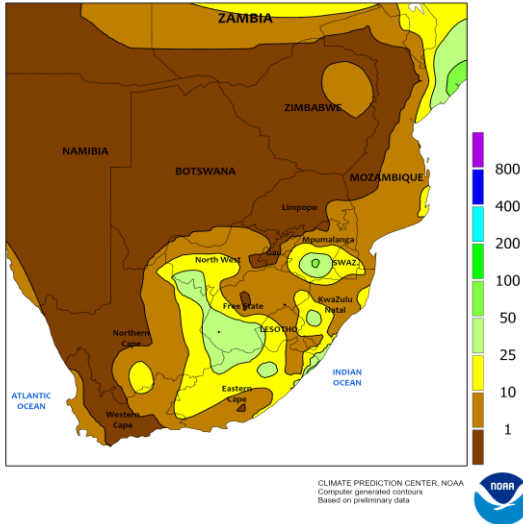 ZAMBIA
ZIMBABWE
NAMIBIA
BOTSWANA
MOZAMBIQUE
Limpopo
Mpumalanga
Gau.
North West
SWAZ.
Free State
KwaZulu
Natal
LESOTHO
Northern
Cape
Eastern
Cape
Western
Cape
ATLANTIC
OCEAN
INDIAN
OCEAN
800
400
200
100
50
25
10
1
CLIMATE PREDICTION CENTER, NOAA
Computer generated contours
Based on preliminary data
NOAA